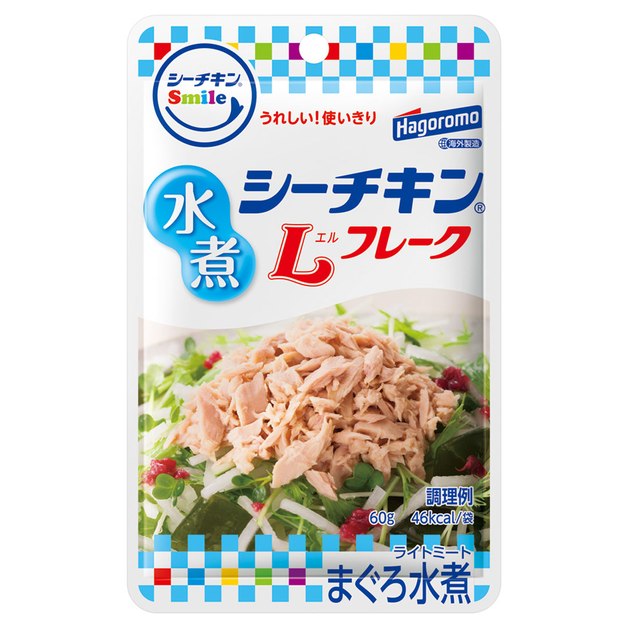 シーチキン®
Smile
うれしい!使いきり
Hagoromo
海外製造
水煮
シーチキン®
Lエルフレーク
調理例
60g 46kcal/袋
ライトミート
まぐろ水煮